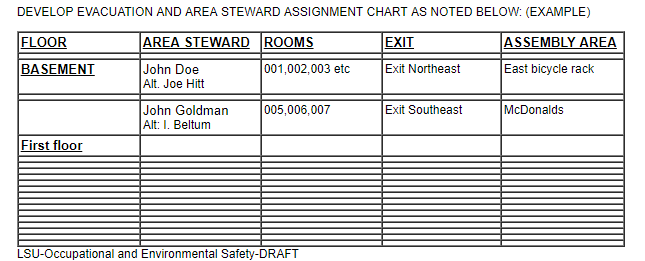 DEVELOP EVACUATION AND AREA STEWARD ASSIGNMENT CHART AS NOTED BELOW: (EXAMPLE)
FLOOR AREA STEWARD ROOMS EXIT ASSEMBLY AREA
BASEMENT John Doe 001,002,003 etc Exit Northeast East bicycle rack
Alt. Joe Hitt
John Goldman 005,006,007 Exit Southeast McDonalds
Alt: I. Beltum
First floor
LSU-Occupational and Environmental Safety-DRAFT